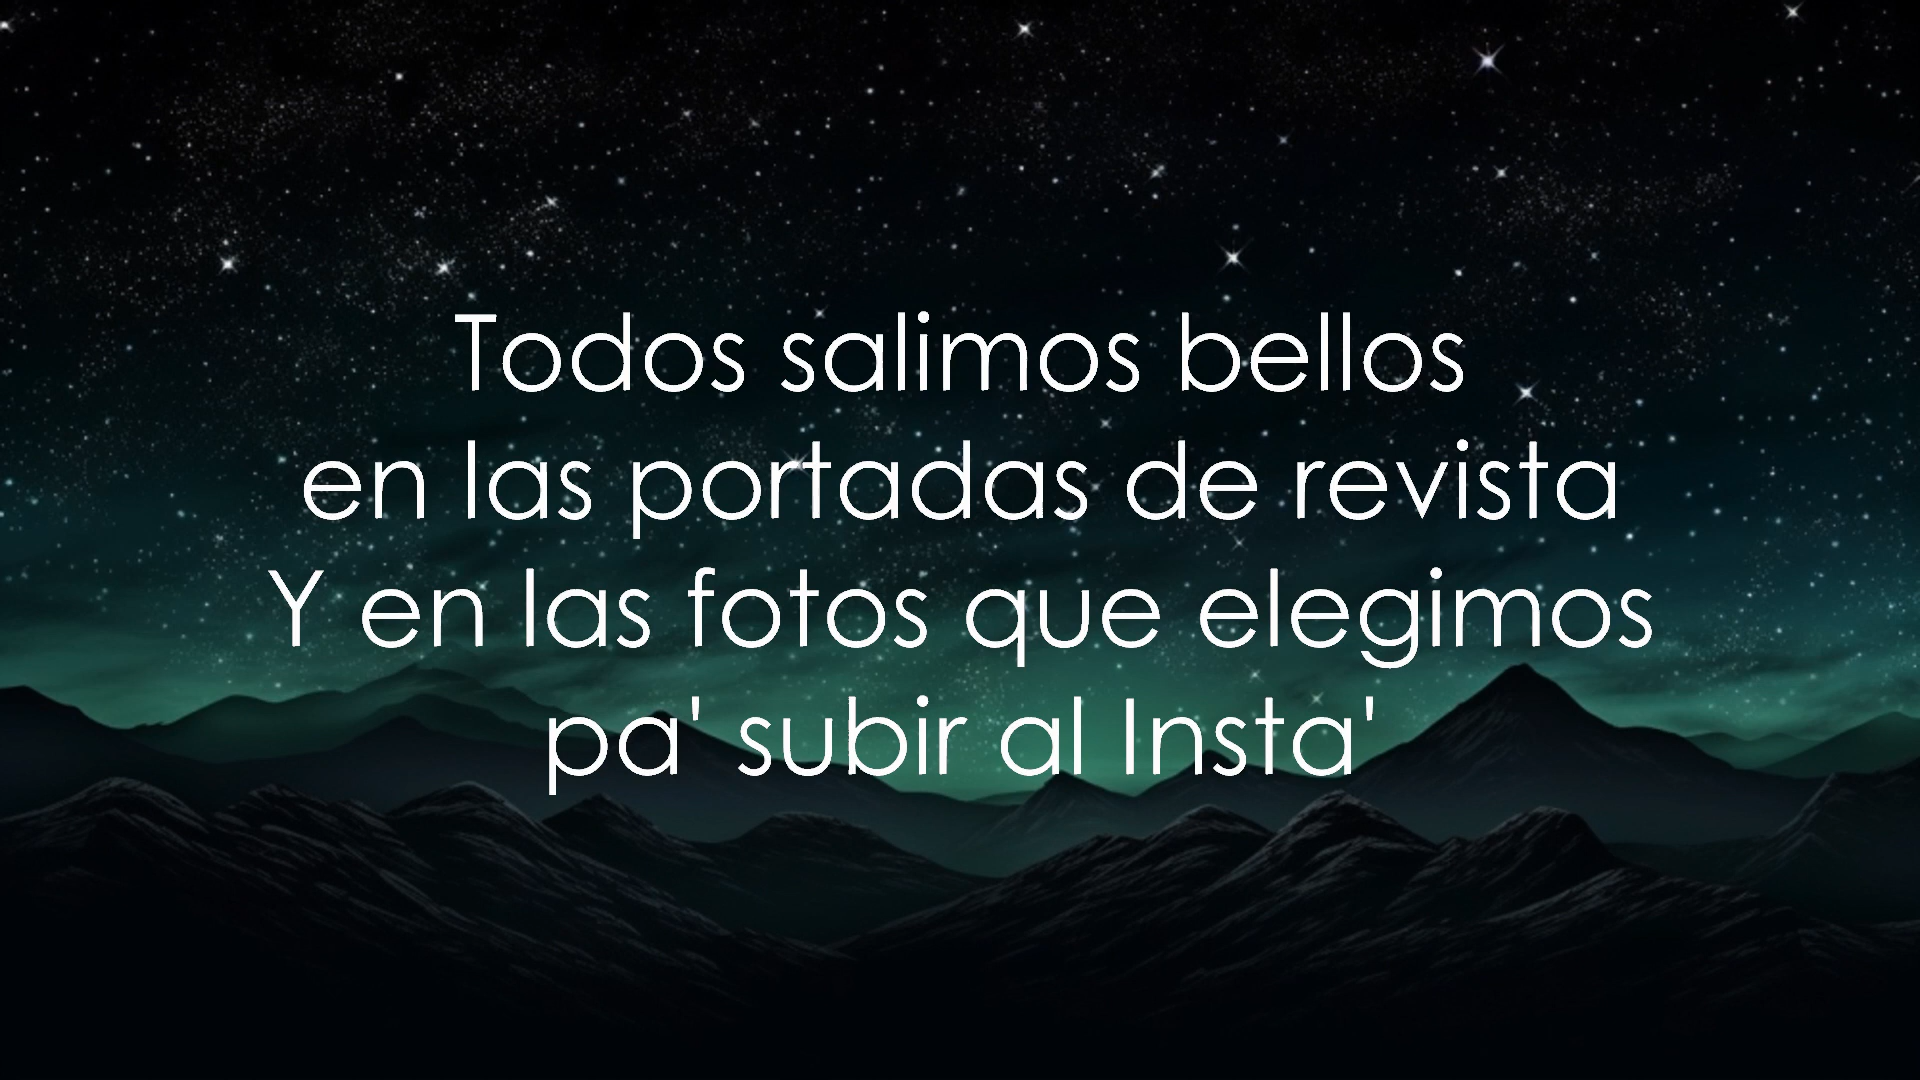 Todos salimos bellos
en las portadas de revista
Y en las fotos que elegimos
pa' subir al Insta'